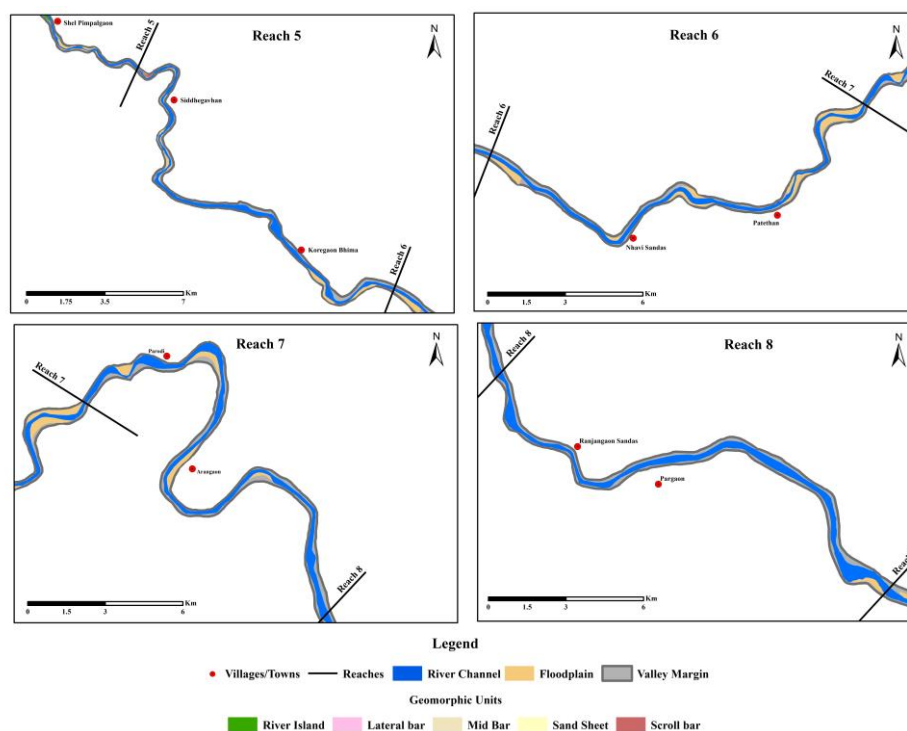 Reach 5
N
Shel Pimpalgaon
Reach 5
Siddhegavhan
Koregaon Bhima
Reach 6
Km
0 1.75 3.5 7
Reach 6
N
Reach 7
Reach 6
Patethan
Nhavi Sandas
Km
0 1.5 3 6
Reach 7
N
Parodi
Reach 7
Arangaon
Reach 8
Km
0 1.5 3 6
Reach 8
N
Reach 8
Ranjangaon Sandas
Pargaon
Reach
Km
0 1.5 3 6
Legend
Villages/Towns Reaches River Channel Floodplain Valley Margin
Geomorphic Units
River Island Lateral bar Mid Bar Sand Sheet Scroll bar